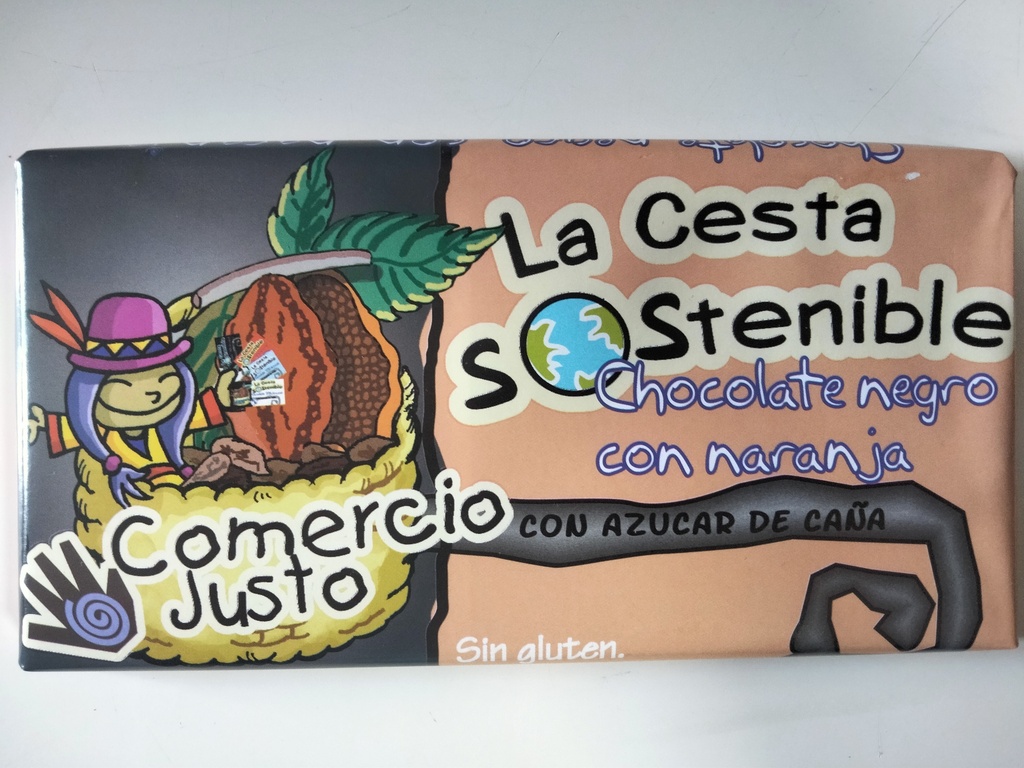 La Cesta
SOStenible
Chocolate negro
con naranja
CON AZUCAR DE CAÑA
Comercio
Justo
Sin gluten.